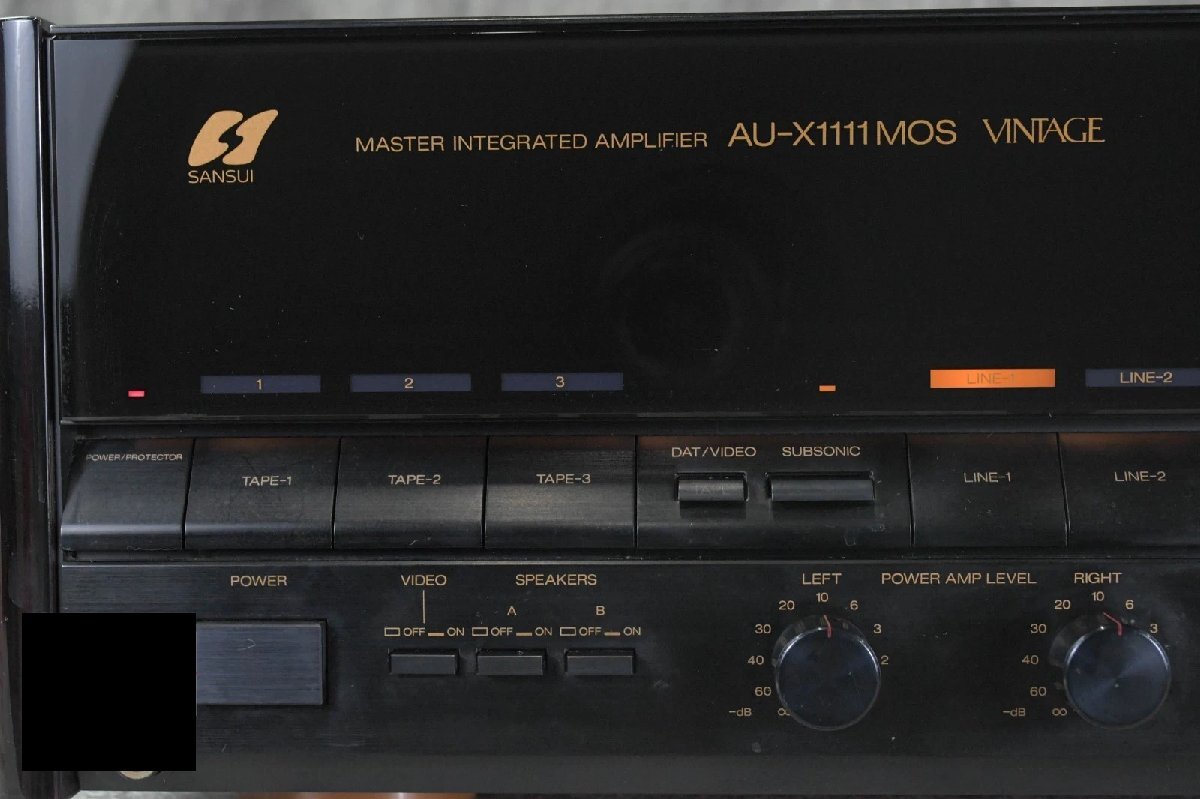 SANSUI
MASTER INTEGRATED AMPLIFIER AU-X1111 MOS VINTAGE
1 2 3 LINE-1 LINE-2
POWER/PROTECTOR DAT/VIDEO SUBSONIC
TAPE-1 TAPE-2 TAPE-3 LINE-1 LINE-2
POWER VIDEO SPEAKERS LEFT POWER AMP LEVEL RIGHT
A B
OFF ON OFF ON OFF ON
20 10 6 20 10 6
30 3 30 3
40 2 40
60 60
-dB ∞ -dB ∞